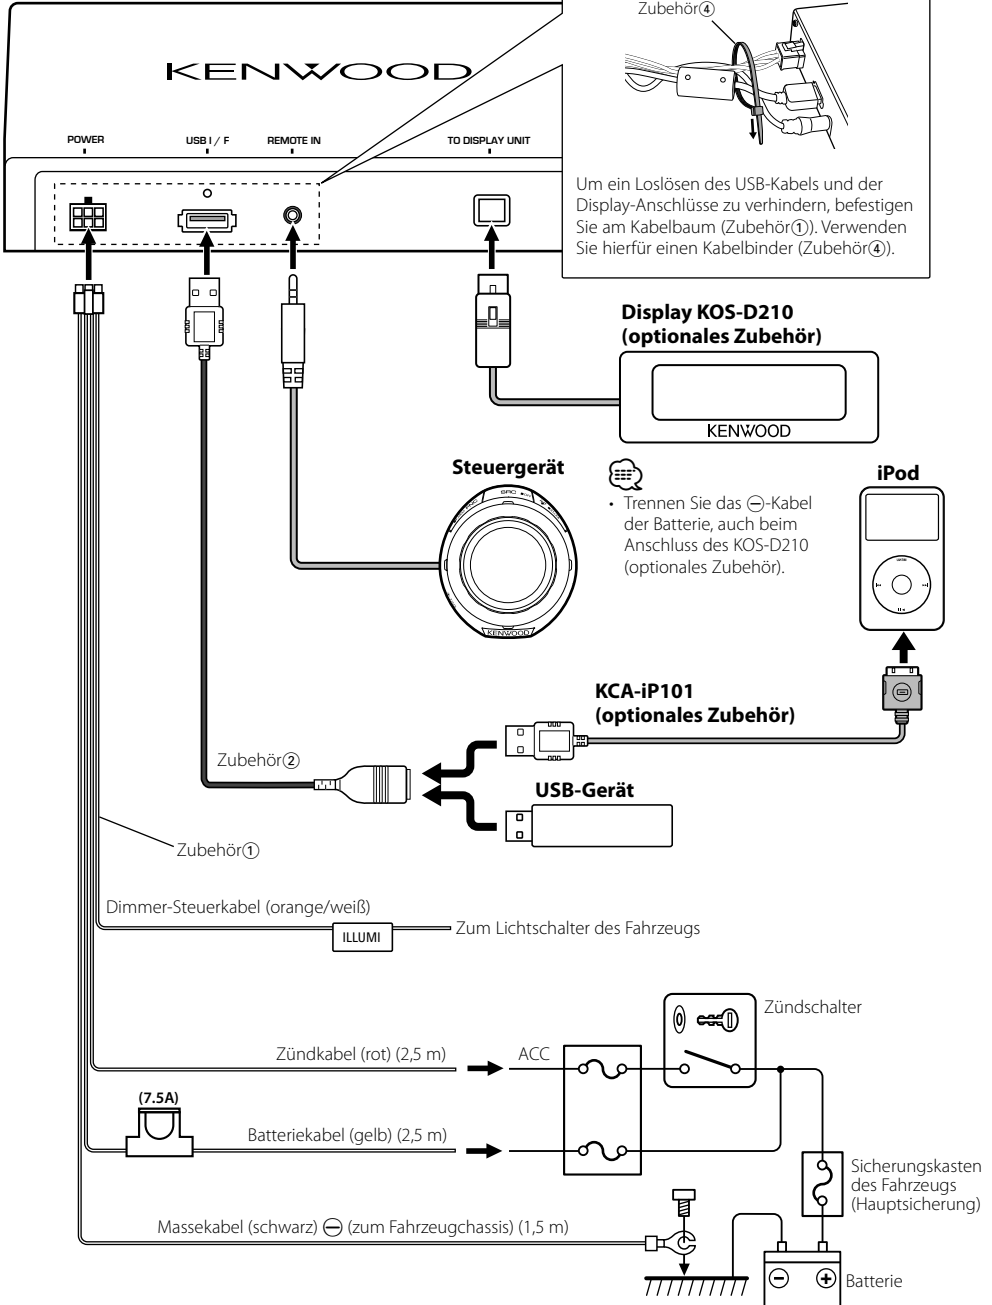 Zubehör④
KENWOOD
POWER
USB I / F
REMOTE IN
TO DISPLAY UNIT
Um ein Loslösen des USB-Kabels und der
Display-Anschlüsse zu verhindern, befestigen
Sie am Kabelbaum (Zubehör①). Verwenden
Sie hierfür einen Kabelbinder (Zubehör④).
Display KOS-D210
(optionales Zubehör)
KENWOOD
Steuergerät
SRC
KENWOOD
• Trennen Sie das ⊖-Kabel
der Batterie, auch beim
Anschluss des KOS-D210
(optionales Zubehör).
iPod
KCA-iP101
(optionales Zubehör)
Zubehör②
USB-Gerät
Zubehör①
Dimmer-Steuerkabel (orange/weiß)
ILLUMI
Zum Lichtschalter des Fahrzeugs
Zündschalter
Zündkabel (rot) (2,5 m)
ACC
(7.5A)
Batteriekabel (gelb) (2,5 m)
Sicherungskasten
des Fahrzeugs
(Hauptsicherung)
Massekabel (schwarz) ⊖ (zum Fahrzeugchassis) (1,5 m)
Batterie